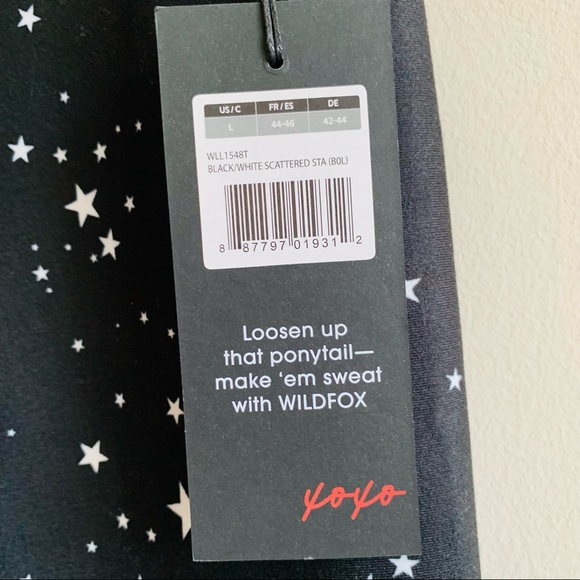 US / C FR / ES DE
L 44-46 42-44
WLL1548T
BLACK/WHITE SCATTERED STA (B0L)
8 87797 01931 2
Loosen up
that ponytail—
make ‘em sweat
with WILDFOX
xoxo